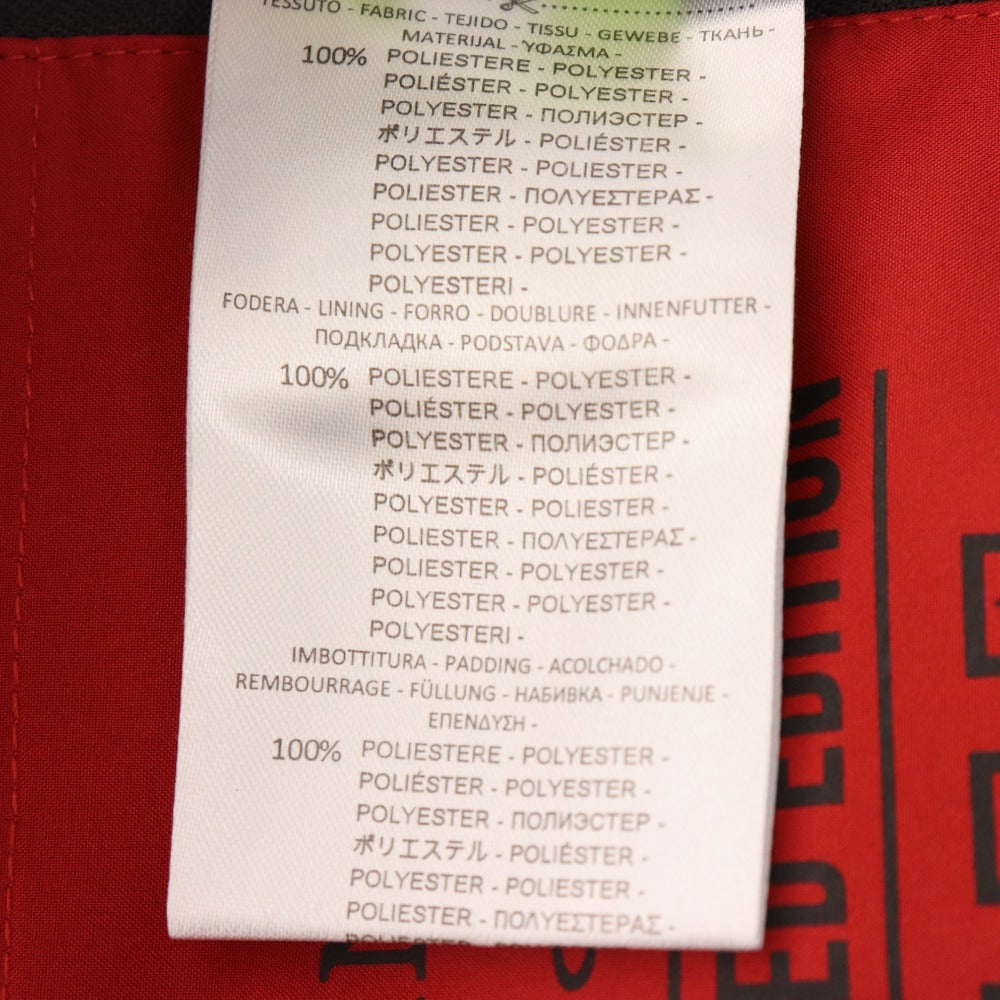 TESSUTO - FABRIC - TEJIDO - TISSU - GEWEBE - ТКАНЬ -
MATERIJAL - ΥΦΑΣΜΑ -
100% POLIESTERE - POLYESTER -
POLIÉSTER - POLYESTER -
POLYESTER - ПОЛИЭСТЕР -
ポリエステル - POLIÉSTER -
POLYESTER - POLIESTER -
POLIESTER - ΠΟΛΥΕΣΤΕΡΑΣ -
POLIESTER - POLYESTER -
POLYESTER - POLYESTER -
POLYESTERI -
FODERA - LINING - FORRO - DOUBLURE - INNENFUTTER -
ПОДКЛАДКА - PODSTAVA - ΦΟΔΡΑ -
100% POLIESTERE - POLYESTER -
POLIÉSTER - POLYESTER -
POLYESTER - ПОЛИЭСТЕР -
ポリエステル - POLIÉSTER -
POLYESTER - POLIESTER -
POLIESTER - ΠΟΛΥΕΣΤΕΡΑΣ -
POLIESTER - POLYESTER -
POLYESTER - POLYESTER -
POLYESTERI -
IMBOTTITURA - PADDING - ACOLCHADO -
REMBOURRAGE - FÜLLUNG - НАБИВКА - PUNJENJE -
ΕΠΕΝΔΥΣΗ -
100% POLIESTERE - POLYESTER -
POLIÉSTER - POLYESTER -
POLYESTER - ПОЛИЭСТЕР -
ポリエステル - POLIÉSTER -
POLYESTER - POLIESTER -
POLIESTER - ΠΟΛΥΕΣΤΕΡΑΣ -
ED EDITION